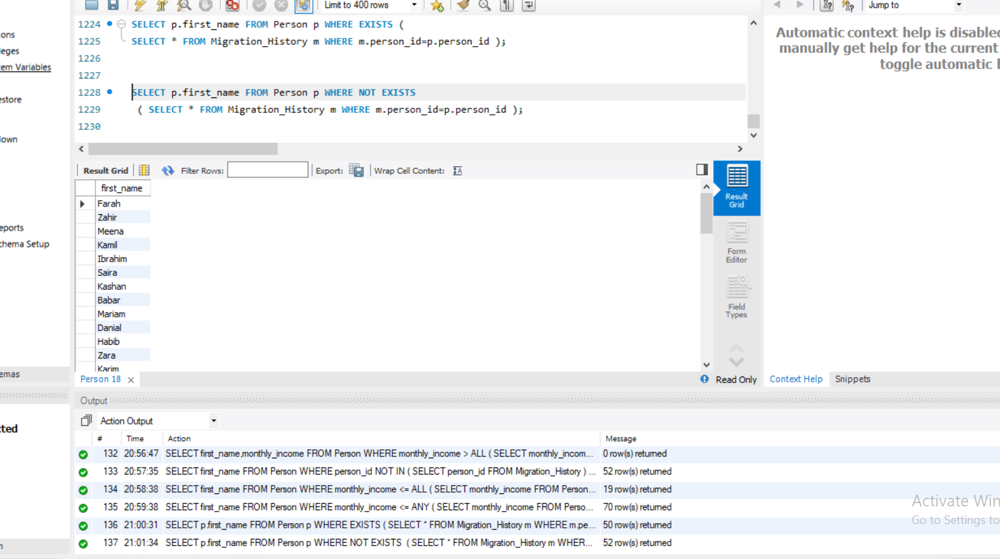 Limit to 400 rows
Jump to
ons
eges
em Variables
estore
lown
eports
chema Setup
emas
ted
1224 SELECT p.first_name FROM Person p WHERE EXISTS (
1225 SELECT * FROM Migration_History m WHERE m.person_id=p.person_id );
1226
1227
1228 SELECT p.first_name FROM Person p WHERE NOT EXISTS
1229 ( SELECT * FROM Migration_History m WHERE m.person_id=p.person_id );
1230
Automatic context help is disabled
manually get help for the current
toggle automatic
Result Grid Filter Rows: Export: Wrap Cell Content:
first_name
Farah
Zahir
Meena
Kamil
Ibrahim
Saira
Kashan
Babar
Mariam
Danial
Habib
Zara
Karim
Result
Grid
Form
Editor
Field
Types
Person 18
Read Only
Context Help Snippets
Output
Action Output
# Time Action Message
132 20:56:47 SELECT first_name,monthly_income FROM Person WHERE monthly_income > ALL ( SELECT monthly_incom... 0 row(s) returned
133 20:57:35 SELECT first_name FROM Person WHERE person_id NOT IN ( SELECT person_id FROM Migration_History ) ... 52 row(s) returned
134 20:58:38 SELECT first_name FROM Person WHERE monthly_income <= ALL ( SELECT monthly_income FROM Person... 19 row(s) returned
135 20:59:38 SELECT first_name FROM Person WHERE monthly_income <= ANY ( SELECT monthly_income FROM Perso... 70 row(s) returned
136 21:00:31 SELECT p.first_name FROM Person p WHERE EXISTS ( SELECT * FROM Migration_History m WHERE m.pe... 50 row(s) returned
137 21:01:34 SELECT p.first_name FROM Person p WHERE NOT EXISTS ( SELECT * FROM Migration_History m WHER... 52 row(s) returned
Activate Win
Go to Settings to